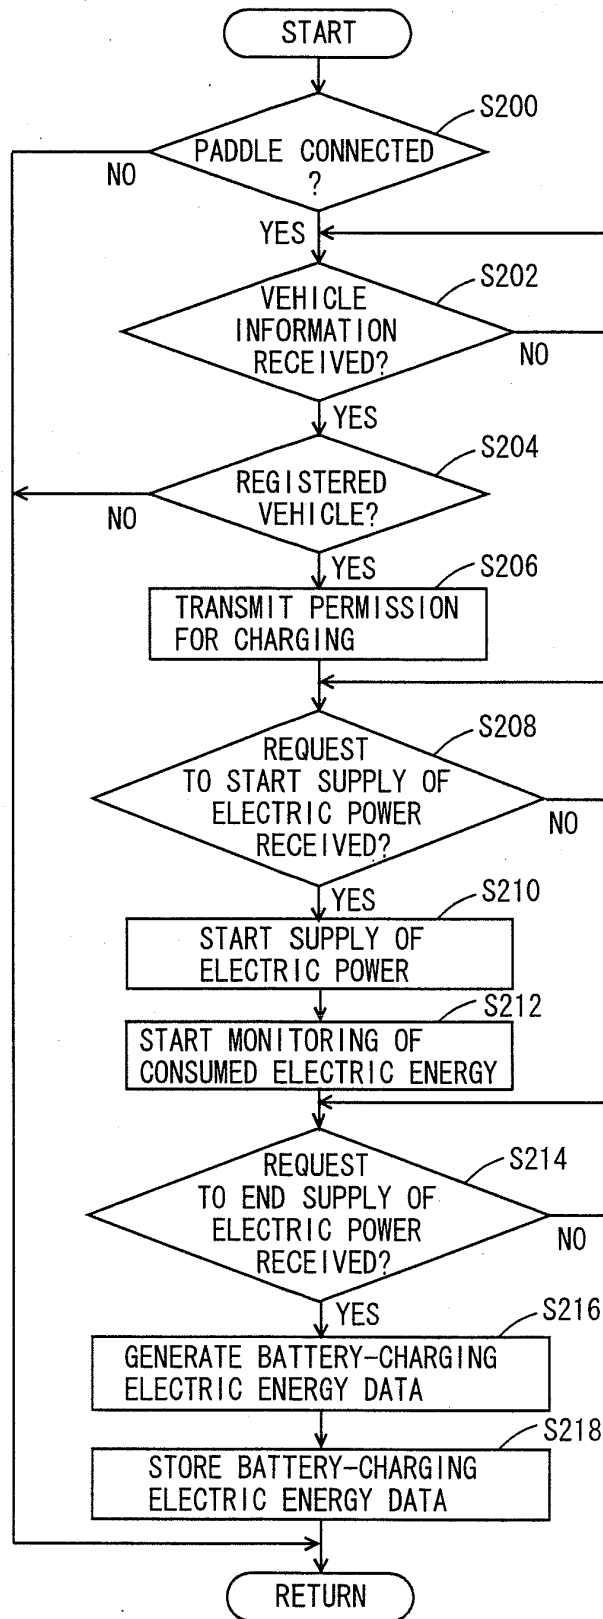 START
S200
PADDLE CONNECTED
?
NO
YES
S202
VEHICLE
INFORMATION
RECEIVED?
NO
YES
S204
REGISTERED
VEHICLE?
NO
YES
S206
TRANSMIT PERMISSION
FOR CHARGING
S208
REQUEST
TO START SUPPLY OF
ELECTRIC POWER
RECEIVED?
NO
YES
S210
START SUPPLY OF
ELECTRIC POWER
S212
START MONITORING OF
CONSUMED ELECTRIC ENERGY
S214
REQUEST
TO END SUPPLY OF
ELECTRIC POWER
RECEIVED?
NO
YES
S216
GENERATE BATTERY-CHARGING
ELECTRIC ENERGY DATA
S218
STORE BATTERY-CHARGING
ELECTRIC ENERGY DATA
RETURN